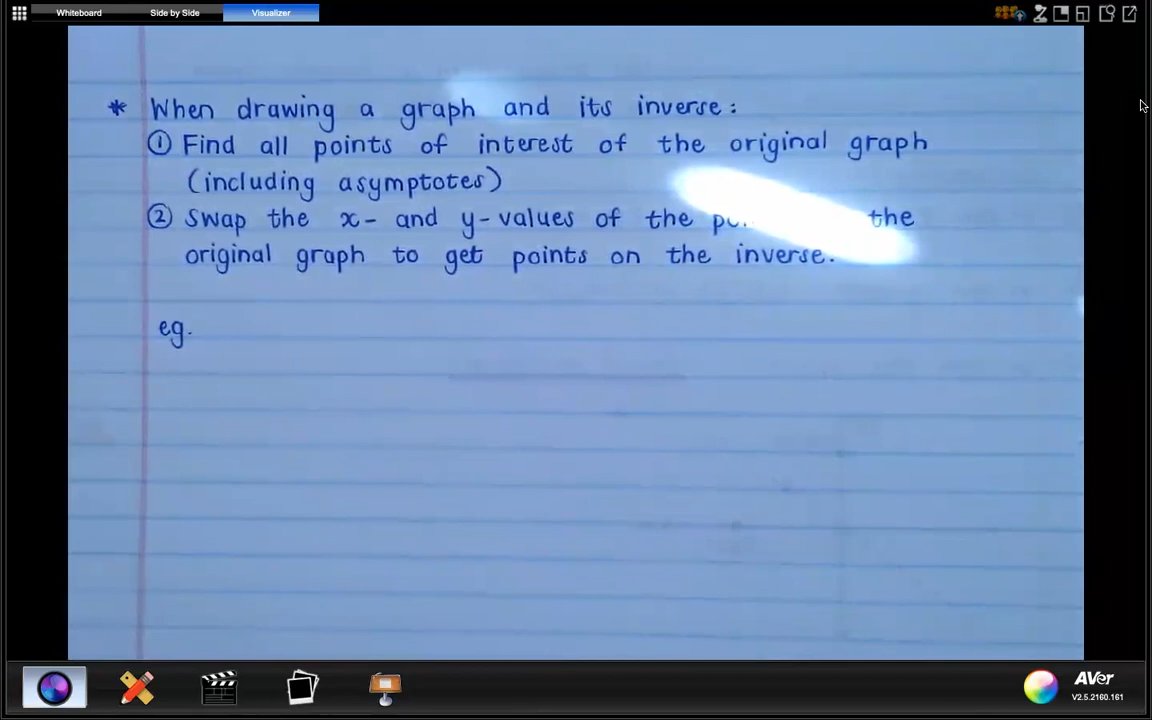 Whiteboard Side by Side Visualizer
* When drawing a graph and its inverse:
① Find all points of interest of the original graph
(including asymptotes)
② Swap the x- and y-values of the the
original graph to get points on the inverse.
eg.
AVer
V2.5.2160.161